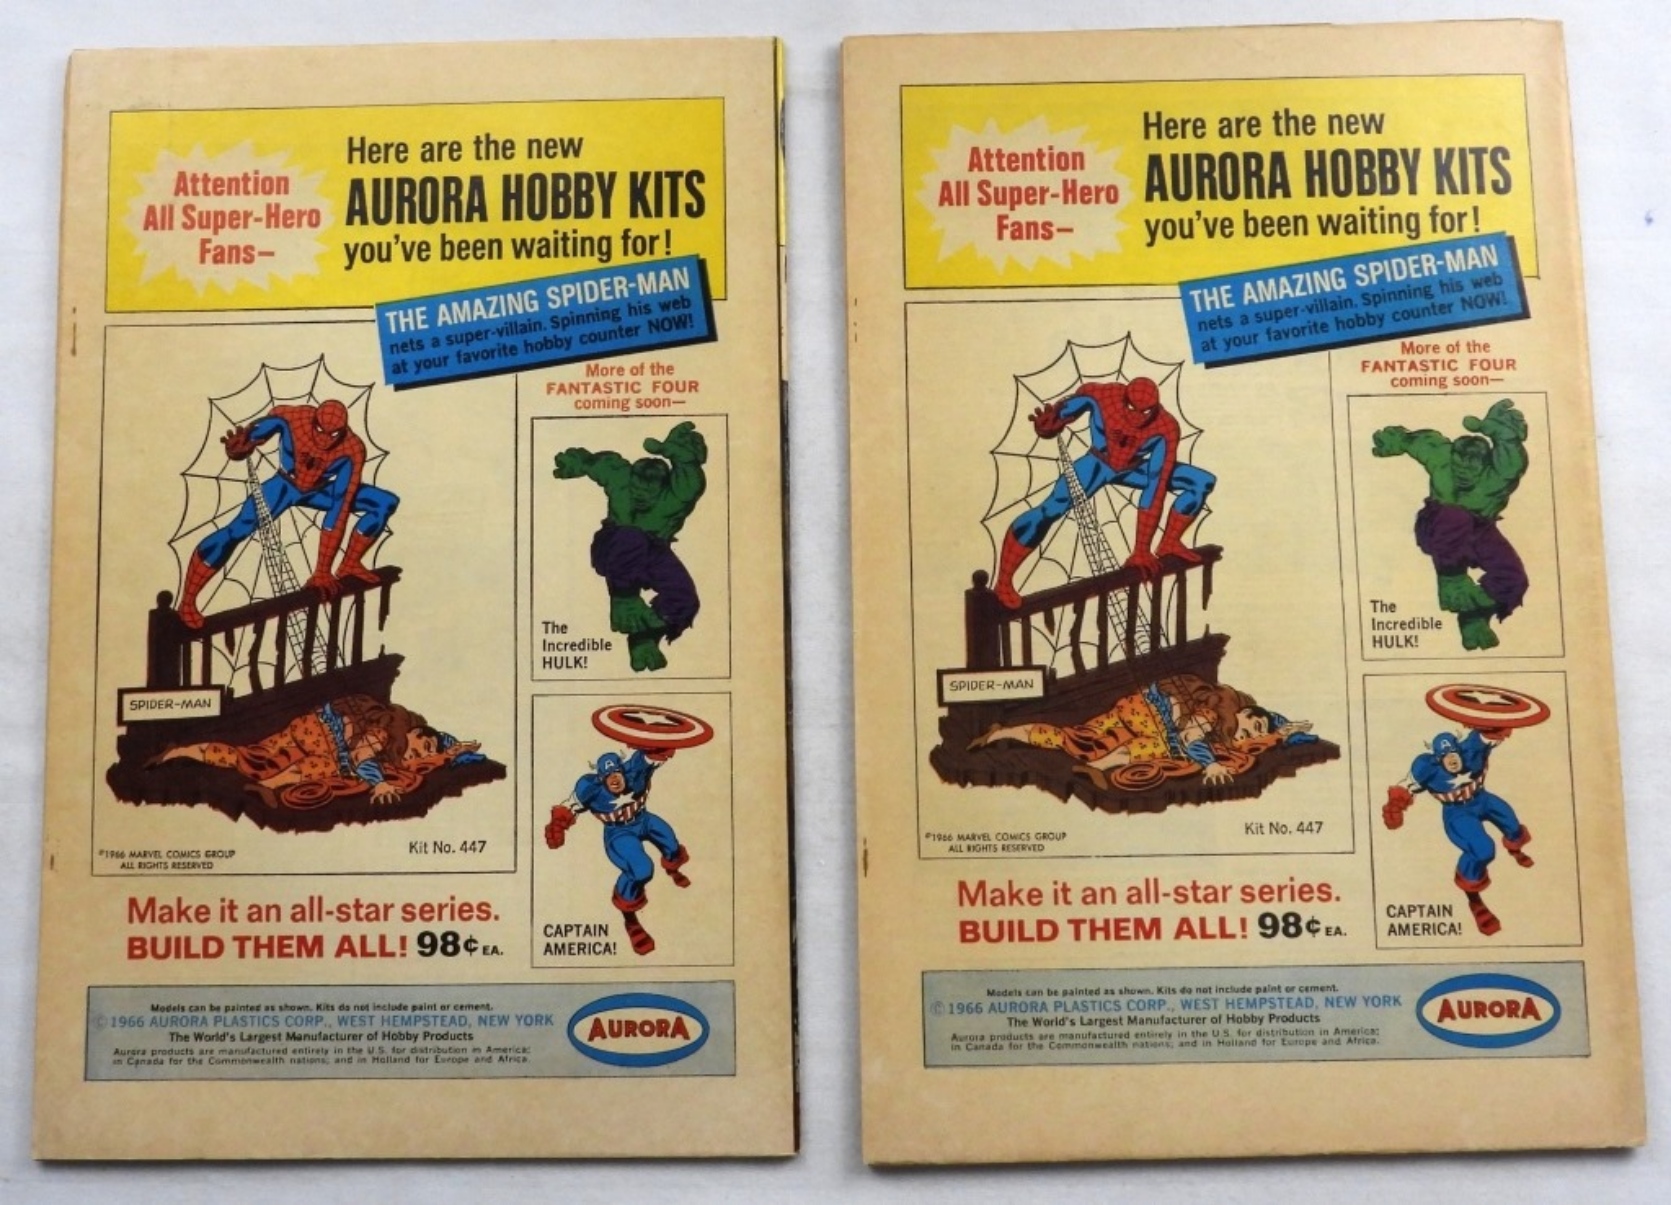 Attention
All Super-Hero
Fans—
Here are the new
AURORA HOBBY KITS
you've been waiting for!
THE AMAZING SPIDER-MAN
nets a super-villain. Spinning his web
at your favorite hobby counter NOW!
More of the
FANTASTIC FOUR
coming soon—
The
Incredible
HULK!
SPIDER-MAN
CAPTAIN
AMERICA!
©1966 MARVEL COMICS GROUP
ALL RIGHTS RESERVED
Kit No. 447
Make it an all-star series.
BUILD THEM ALL! 98¢ EA.
Models can be painted as shown. Kits do not include paint or cement.
© 1966 AURORA PLASTICS CORP., WEST HEMPSTEAD, NEW YORK
The World's Largest Manufacturer of Hobby Products
Aurora products are manufactured entirely in the U.S. for distribution in America;
in Canada for the Commonwealth nations; and in Holland for Europe and Africa.
AURORA
Attention
All Super-Hero
Fans—
Here are the new
AURORA HOBBY KITS
you've been waiting for!
THE AMAZING SPIDER-MAN
nets a super-villain. Spinning his web
at your favorite hobby counter NOW!
More of the
FANTASTIC FOUR
coming soon—
The
Incredible
HULK!
SPIDER-MAN
CAPTAIN
AMERICA!
©1966 MARVEL COMICS GROUP
ALL RIGHTS RESERVED
Kit No. 447
Make it an all-star series.
BUILD THEM ALL! 98¢ EA.
Models can be painted as shown. Kits do not include paint or cement.
© 1966 AURORA PLASTICS CORP., WEST HEMPSTEAD, NEW YORK
The World's Largest Manufacturer of Hobby Products
Aurora products are manufactured entirely in the U.S. for distribution in America;
in Canada for the Commonwealth nations; and in Holland for Europe and Africa.
AURORA